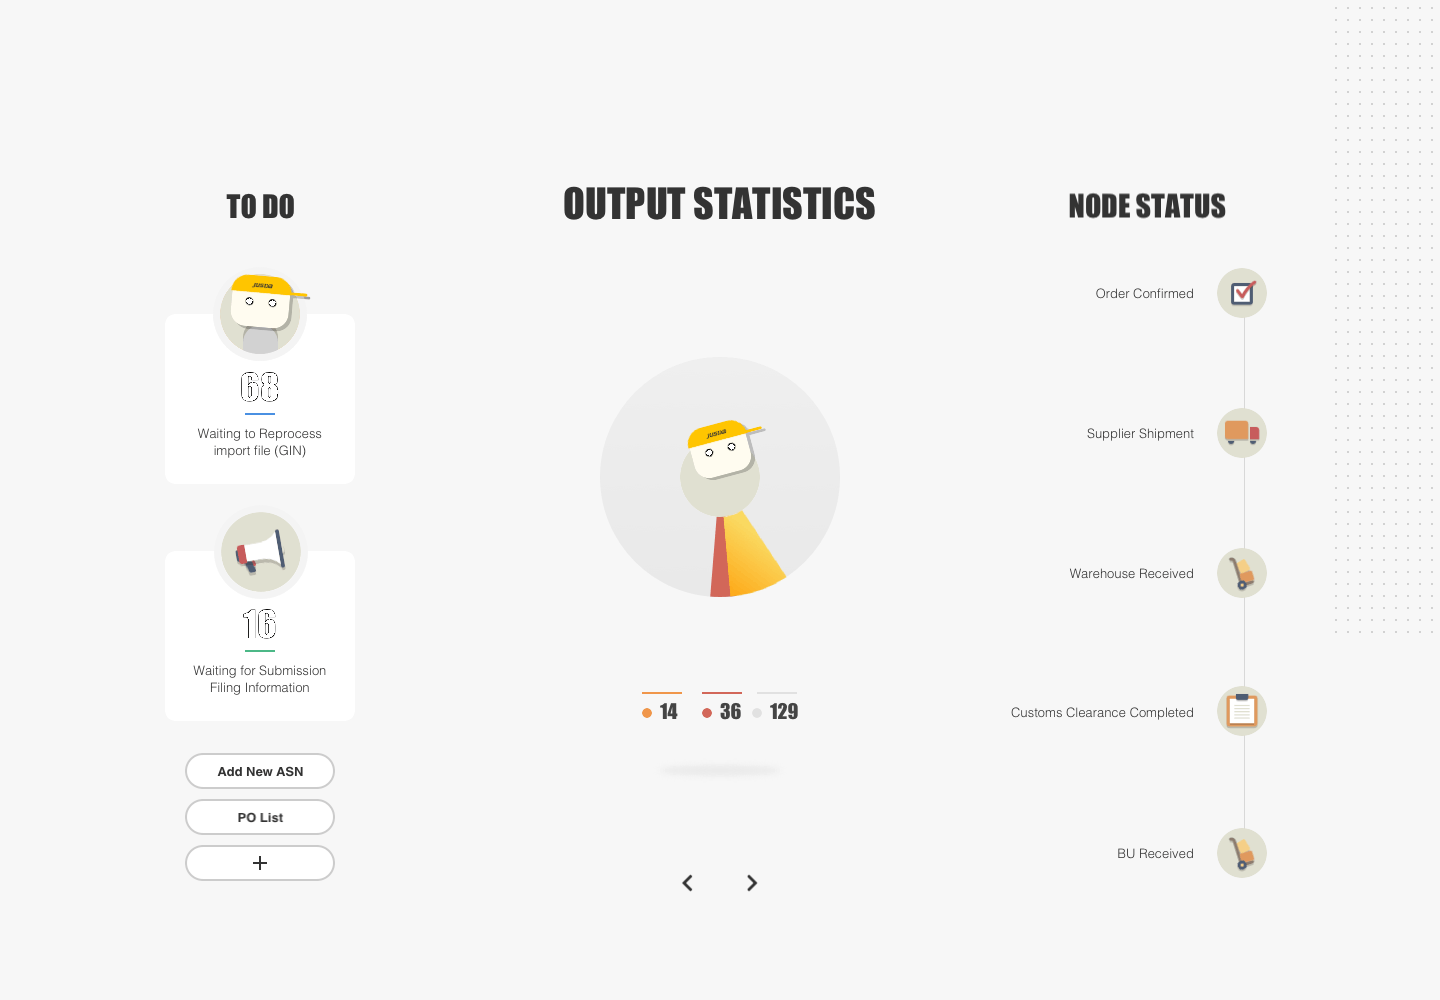 TO DO
68
Waiting to Reprocess
import file (GIN)
16
Waiting for Submission
Filing Information
Add New ASN
PO List
OUTPUT STATISTICS
14
36
129
NODE STATUS
Order Confirmed
Supplier Shipment
Warehouse Received
Customs Clearance Completed
BU Received